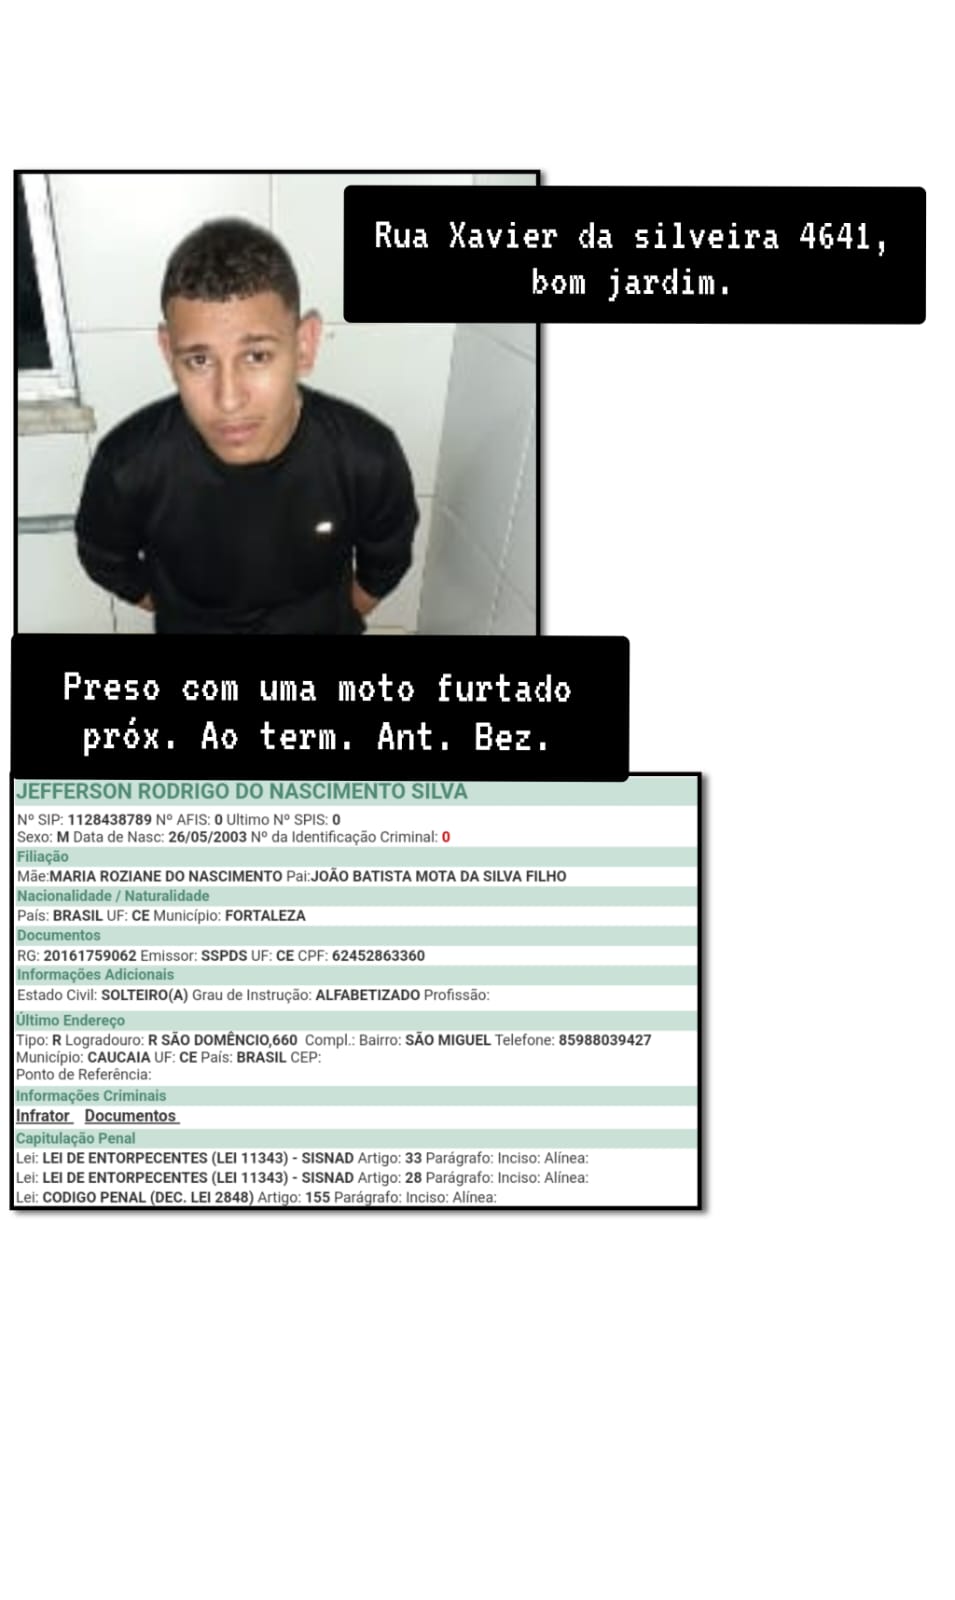 Rua Xavier da silveira 4641,
bom jardim.
Preso com uma moto furtado
próx. Ao term. Ant. Bez.
JEFFERSON RODRIGO DO NASCIMENTO SILVA
Nº SIP: 1128438789 Nº AFIS: 0 Ultimo Nº SPIS: 0
Sexo: M Data de Nasc: 26/05/2003 Nº da Identificação Criminal: 0
Filiação
Mãe:MARIA ROZIANE DO NASCIMENTO Pai:JOÃO BATISTA MOTA DA SILVA FILHO
Nacionalidade / Naturalidade
País: BRASIL UF: CE Município: FORTALEZA
Documentos
RG: 20161759062 Emissor: SSPDS UF: CE CPF: 62452863360
Informações Adicionais
Estado Civil: SOLTEIRO(A) Grau de Instrução: ALFABETIZADO Profissão:
Último Endereço
Tipo: R Logradouro: R SÃO DOMÊNCIO,660 Compl.: Bairro: SÃO MIGUEL Telefone: 85988039427
Município: CAUCAIA UF: CE País: BRASIL CEP:
Ponto de Referência:
Informações Criminais
Infrator Documentos
Capitulação Penal
Lei: LEI DE ENTORPECENTES (LEI 11343) - SISNAD Artigo: 33 Parágrafo: Inciso: Alínea:
Lei: LEI DE ENTORPECENTES (LEI 11343) - SISNAD Artigo: 28 Parágrafo: Inciso: Alínea:
Lei: CODIGO PENAL (DEC. LEI 2848) Artigo: 155 Parágrafo: Inciso: Alínea: